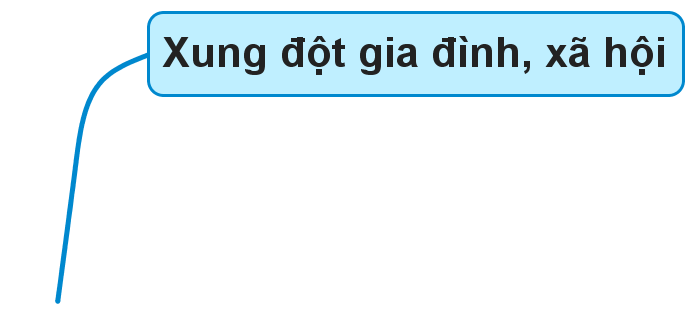 Xung đột gia đình, xã hội